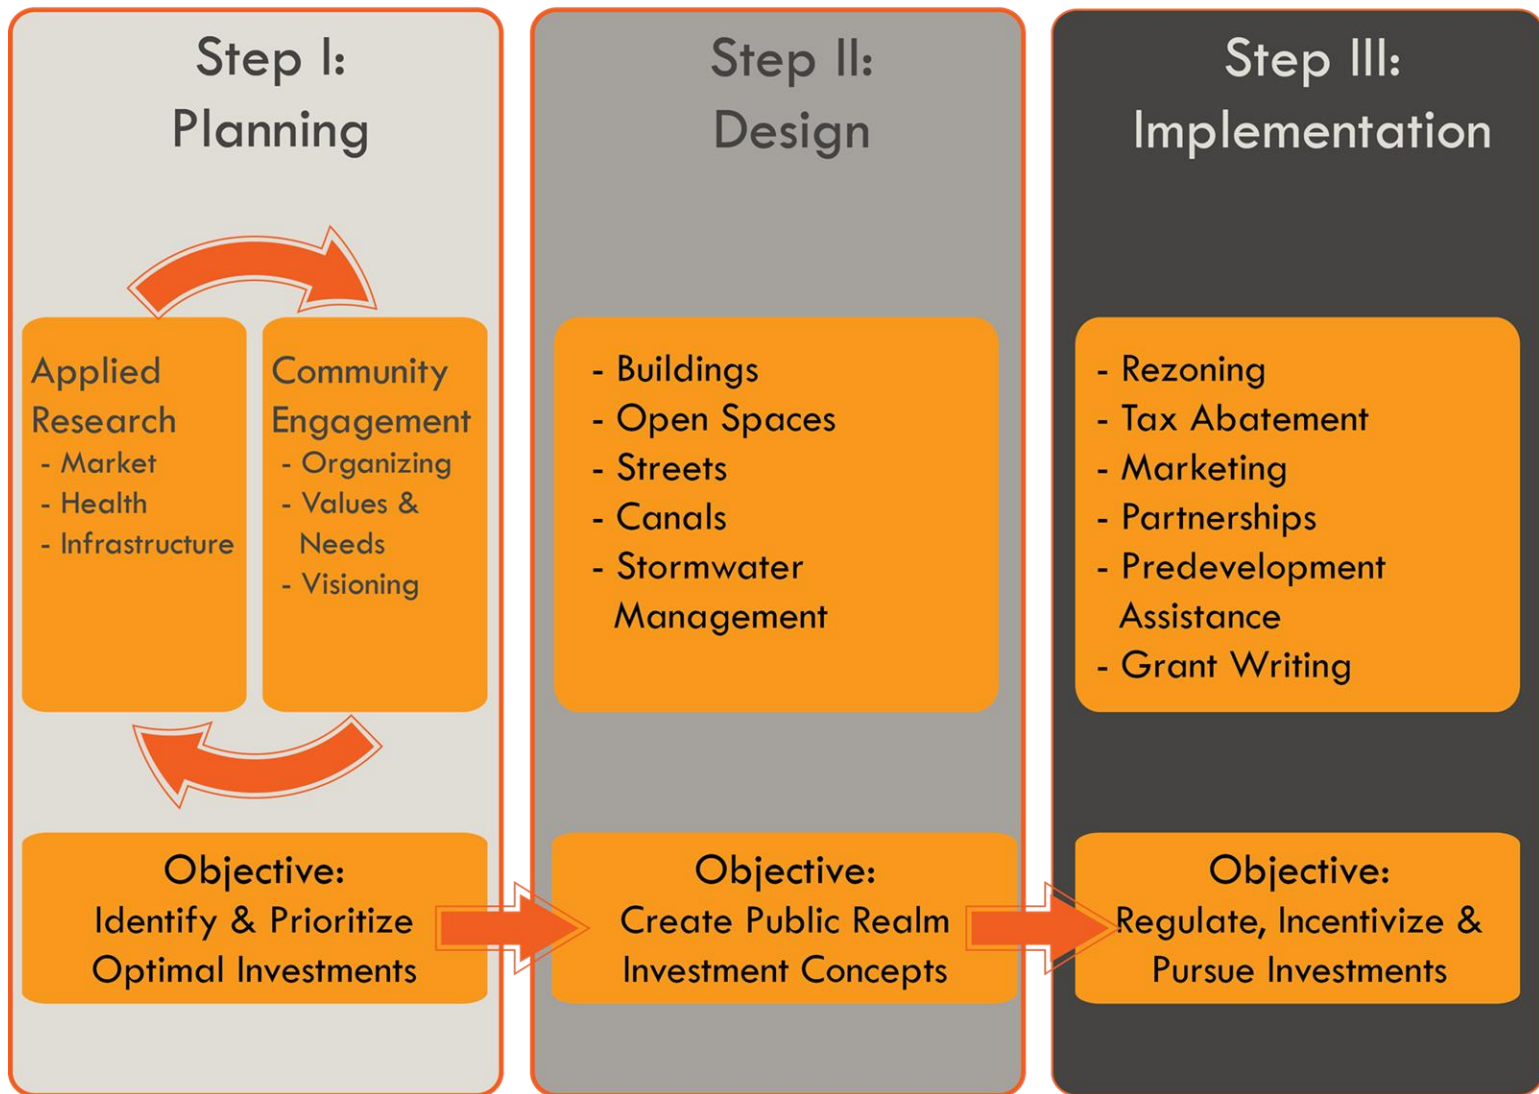 Step I:
Planning
Applied
Research
- Market
- Health
- Infrastructure
Community
Engagement
- Organizing
- Values &
Needs
- Visioning
Objective:
Identify & Prioritize
Optimal Investments
Step II:
Design
- Buildings
- Open Spaces
- Streets
- Canals
- Stormwater
Management
Objective:
Create Public Realm
Investment Concepts
Step III:
Implementation
- Rezoning
- Tax Abatement
- Marketing
- Partnerships
- Predevelopment
Assistance
- Grant Writing
Objective:
Regulate, Incentivize &
Pursue Investments